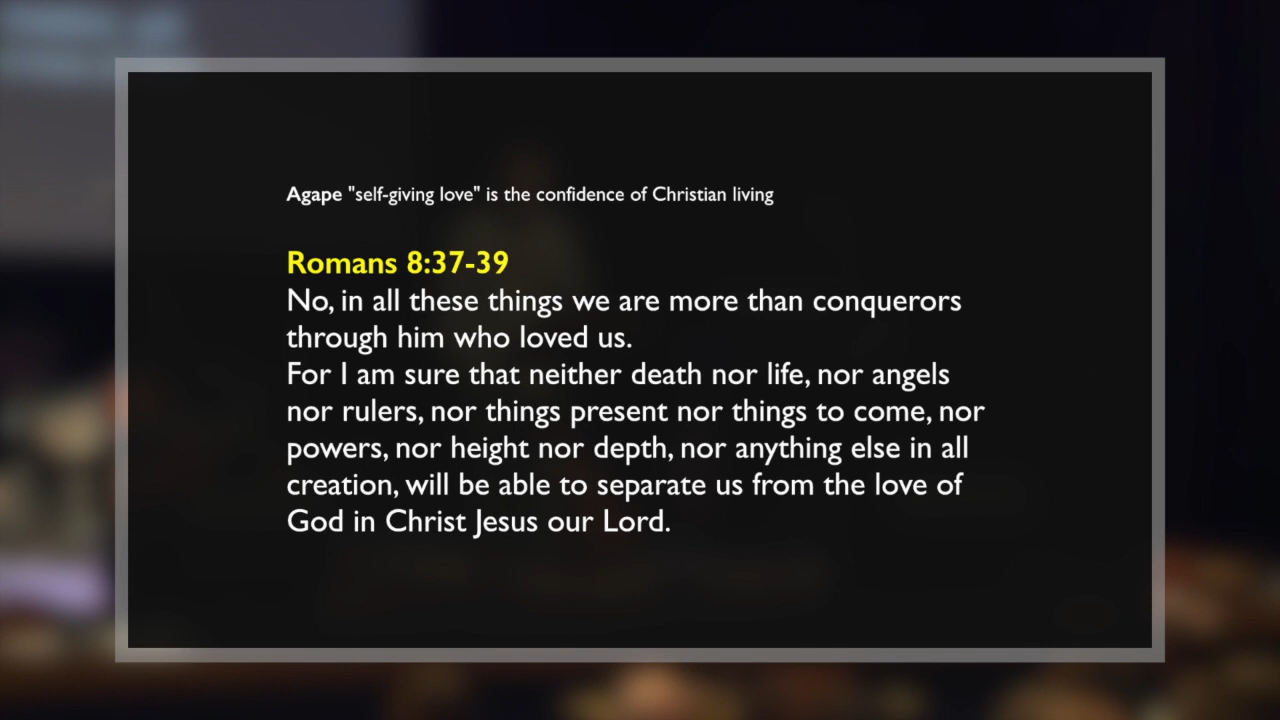 Agape "self-giving love" is the confidence of Christian living
Romans 8:37-39
No, in all these things we are more than conquerors
through him who loved us.
For I am sure that neither death nor life, nor angels
nor rulers, nor things present nor things to come, nor
powers, nor height nor depth, nor anything else in all
creation, will be able to separate us from the love of
God in Christ Jesus our Lord.